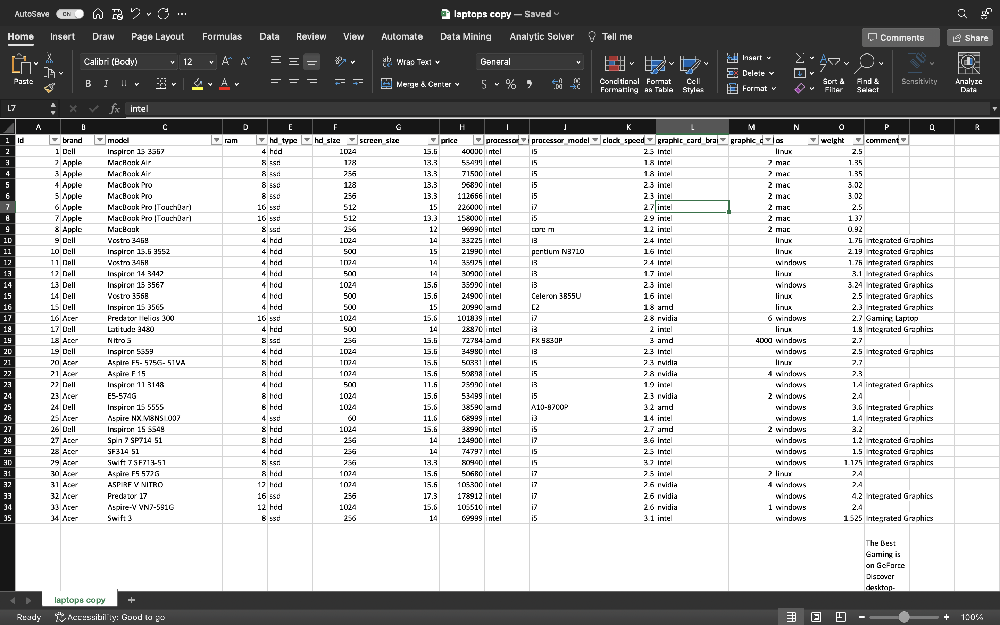 AutoSave ON laptops copy — Saved
Home Insert Draw Page Layout Formulas Data Review View Automate Data Mining Analytic Solver Tell me Comments Share
Paste Calibri (Body) 12 Wrap Text General Conditional Formatting Format as Table Cell Styles Insert Delete Format Sort & Filter Find & Select Sensitivity Analyze Data
B I U Merge & Center $ % 
L7 fx intel
A B C D E F G H I J K L M N O P Q R
1 id brand model ram hd_type hd_size screen_size price processor processor_model clock_speed graphic_card_bra graphic_c os weight comment
2 1 Dell Inspiron 15-3567 4 hdd 1024 15.6 40000 intel i5 2.5 intel linux 2.5
3 2 Apple MacBook Air 8 ssd 128 13.3 55499 intel i5 1.8 intel 2 mac 1.35
4 3 Apple MacBook Air 8 ssd 256 13.3 71500 intel i5 1.8 intel 2 mac 1.35
5 4 Apple MacBook Pro 8 ssd 128 13.3 96890 intel i5 2.3 intel 2 mac 3.02
6 5 Apple MacBook Pro 8 ssd 256 13.3 112666 intel i5 2.3 intel 2 mac 3.02
7 6 Apple MacBook Pro (TouchBar) 16 ssd 512 15 226000 intel i7 2.7 intel 2 mac 2.5
8 7 Apple MacBook Pro (TouchBar) 16 ssd 512 13.3 158000 intel i5 2.9 intel 2 mac 1.37
9 8 Apple MacBook 8 ssd 256 12 96990 intel core m 1.2 intel 2 mac 0.92
10 9 Dell Vostro 3468 4 hdd 1024 14 33225 intel i3 2.4 intel linux 1.76 Integrated Graphics
11 10 Dell Inspiron 15.6 3552 4 hdd 500 15 21990 intel pentium N3710 1.6 intel linux 2.19 Integrated Graphics
12 11 Dell Vostro 3468 4 hdd 1024 14 35925 intel i3 2.4 intel windows 1.76 Integrated Graphics
13 12 Dell Inspiron 14 3442 4 hdd 500 14 30900 intel i3 1.7 intel linux 3.1 Integrated Graphics
14 13 Dell Inspiron 15 3567 4 hdd 1024 15.6 35990 intel i3 2.3 intel windows 3.24 Integrated Graphics
15 14 Dell Vostro 3568 4 hdd 500 15.6 24900 intel Celeron 3855U 1.6 intel linux 2.5 Integrated Graphics
16 15 Dell Inspiron 15 3565 4 hdd 500 15 20990 amd E2 1.8 amd linux 2.3 Integrated Graphics
17 16 Acer Predator Helios 300 16 ssd 1024 15.6 101839 intel i7 2.8 nvidia 6 windows 2.7 Gaming Laptop
18 17 Dell Latitude 3480 4 hdd 500 14 28870 intel i3 2 intel linux 1.8 Integrated Graphics
19 18 Acer Nitro 5 8 ssd 256 15.6 72784 amd FX 9830P 3 amd 4000 windows 2.7
20 19 Dell Inspiron 5559 4 hdd 1024 15.6 34980 intel i3 2.3 intel windows 2.5 Integrated Graphics
21 20 Acer Aspire E5- 575G- 51VA 8 hdd 1024 15.6 50331 intel i5 2.3 nvidia linux 2.7
22 21 Acer Aspire F 15 8 hdd 1024 15.6 59898 intel i5 2.8 nvidia 4 windows 2.3
23 22 Dell Inspiron 11 3148 4 hdd 500 11.6 25990 intel i3 1.9 intel windows 1.4 integrated Graphics
24 23 Acer E5-574G 8 hdd 1024 15.6 53499 intel i5 2.3 nvidia 2 windows 2.4
25 24 Dell Inspiron 15 5555 8 hdd 1024 15.6 38590 amd A10-8700P 3.2 amd windows 3.6 Integrated Graphics
26 25 Acer Aspire NX.M8NSI.007 4 ssd 60 11.6 68999 intel i3 1.4 intel windows 1.4 Integrated Graphics
27 26 Dell Inspiron-15 5548 8 hdd 1024 15.6 38990 intel i5 2.7 amd 2 windows 3.2
28 27 Acer Spin 7 SP714-51 8 hdd 256 14 124900 intel i7 3.6 intel windows 1.2 Integrated Graphics
29 28 Acer SF314-51 4 hdd 256 14 74797 intel i5 2.5 intel windows 1.5 Integrated Graphics
30 29 Acer Swift 7 SF713-51 8 ssd 256 13.3 80940 intel i5 3.2 intel windows 1.125 Integrated Graphics
31 30 Acer Aspire F5 572G 8 hdd 1024 15.6 50680 intel i7 2.5 intel 2 linux 2.4
32 31 Acer ASPIRE V NITRO 12 hdd 1024 15.6 105300 intel i7 2.6 nvidia 4 windows 2.4
33 32 Acer Predator 17 16 ssd 256 17.3 178912 intel i7 2.6 nvidia windows 4.2 Integrated Graphics
34 33 Acer Aspire-V VN7-591G 12 hdd 1024 15.6 105510 intel i7 2.6 nvidia 1 windows 2.4
35 34 Acer Swift 3 8 ssd 256 14 69999 intel i5 3.1 intel windows 1.525 Integrated Graphics
The Best
Gaming is
on GeForce
Discover
desktop-
laptops copy +
Ready Accessibility: Good to go 100%